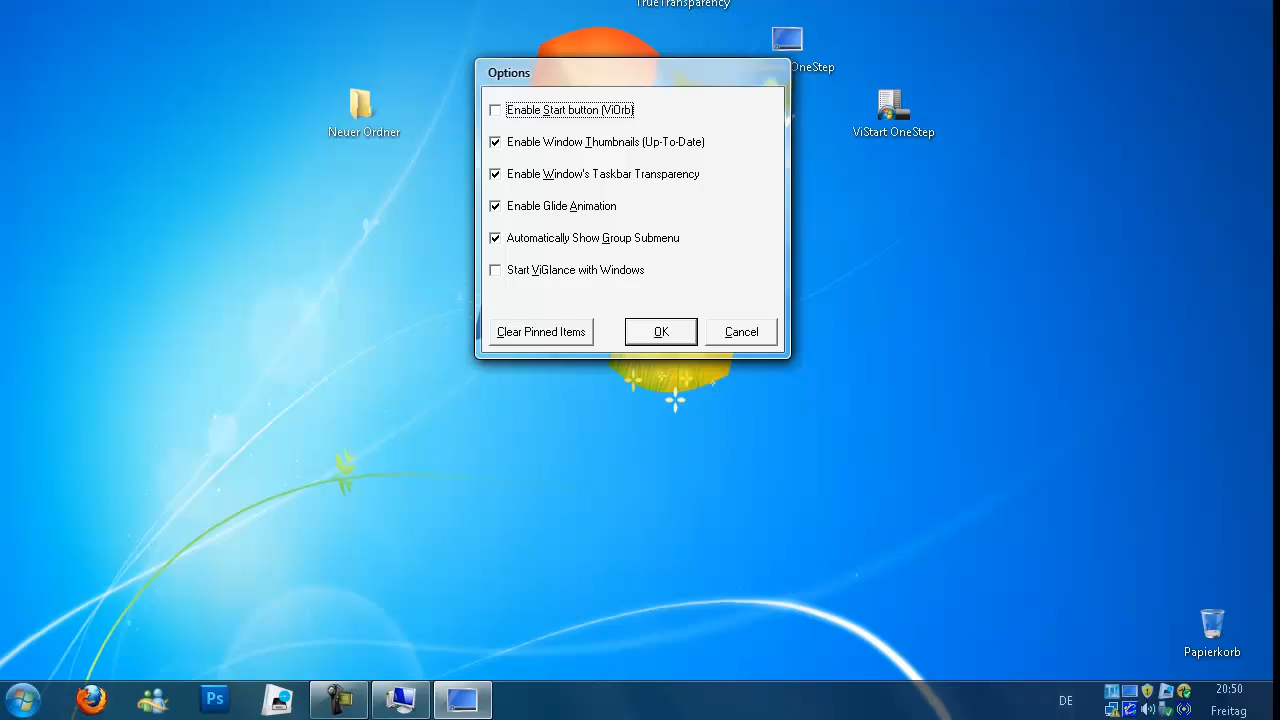 TrueTransparency
OneStep
Options
Enable Start button (ViOrb)
Enable Window Thumbnails (Up-To-Date)
Enable Window's Taskbar Transparency
Enable Glide Animation
Automatically Show Group Submenu
Start ViGlance with Windows
Clear Pinned Items
OK
Cancel
Neuer Ordner
ViStart OneStep
Papierkorb
Ps
DE
20:50
Freitag